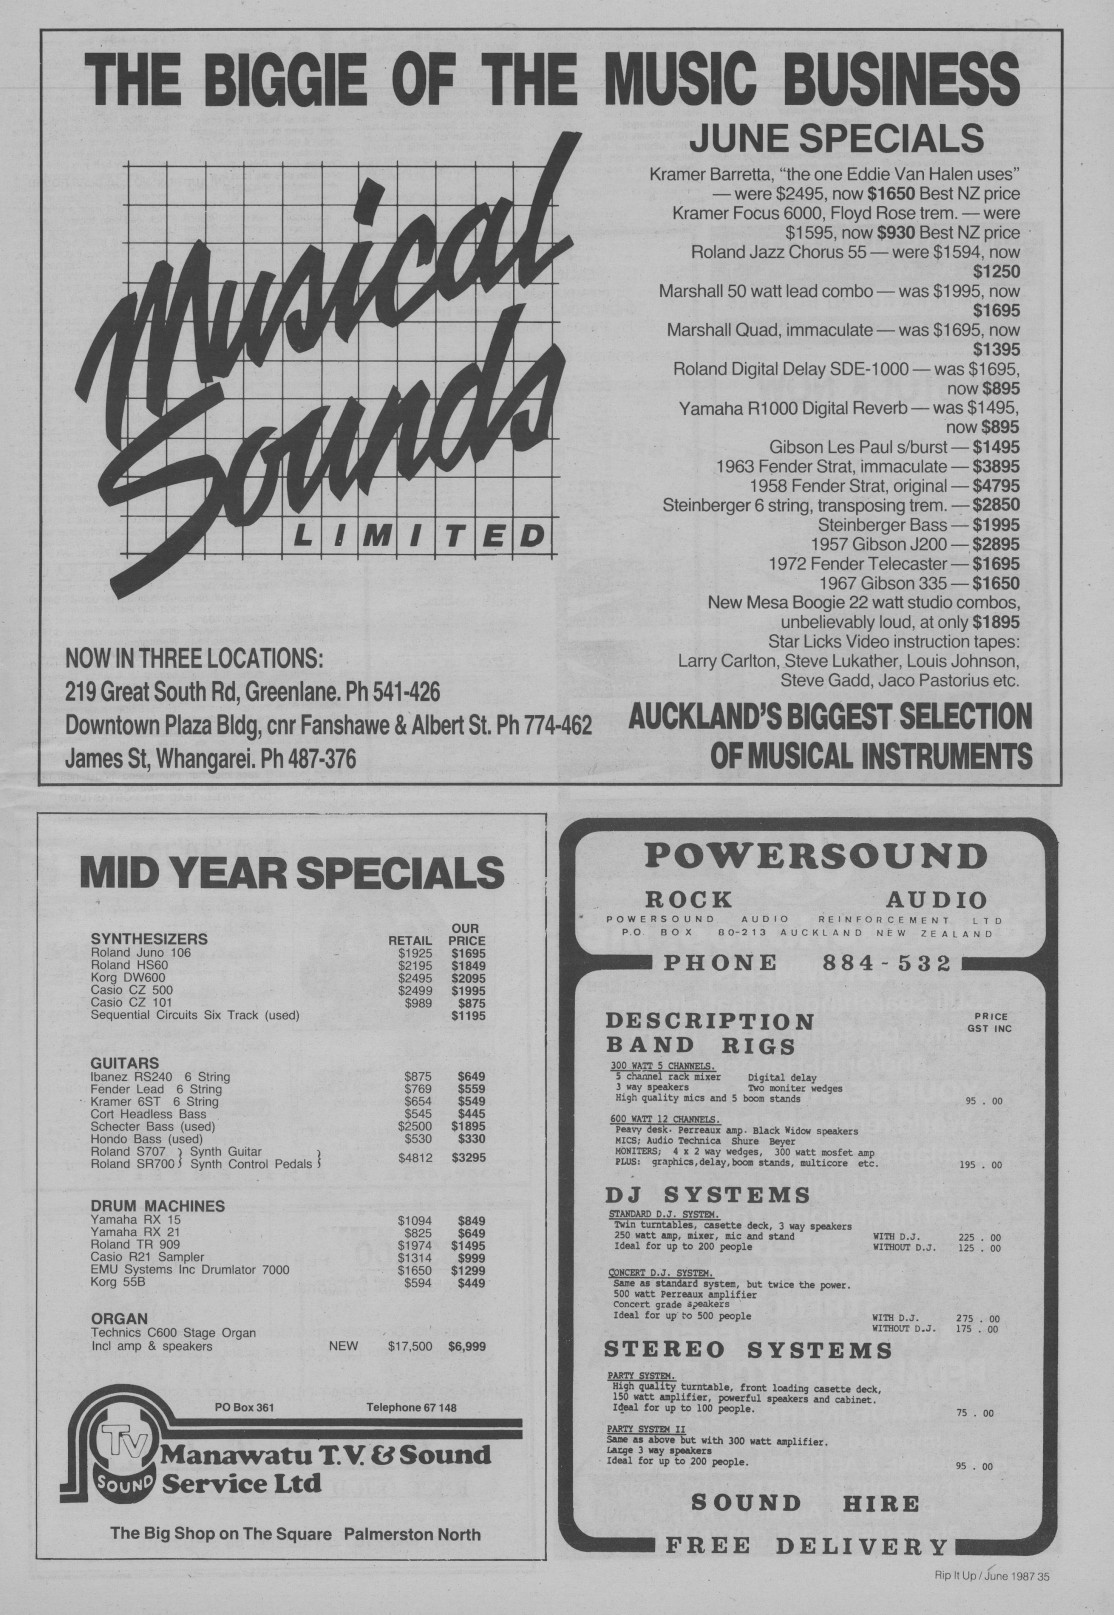 THE BIGGIE OF THE MUSIC BUSINESS
Musical
Sounds
LIMITED
JUNE SPECIALS
Kramer Barretta, “the one Eddie Van Halen uses”
— were $2495, now $1650 Best NZ price
Kramer Focus 6000, Floyd Rose trem. — were
$1595, now $930 Best NZ price
Roland Jazz Chorus 55 — were $1594, now
$1250
Marshall 50 watt lead combo — was $1995, now
$1695
Marshall Quad, immaculate — was $1695, now
$1395
Roland Digital Delay SDE-1000 — was $1695,
now $895
Yamaha R1000 Digital Reverb — was $1495,
now $895
Gibson Les Paul s/burst — $1495
1963 Fender Strat, immaculate — $3895
1958 Fender Strat, original — $4795
Steinberger 6 string, transposing trem. — $2850
Steinberger Bass — $1995
1957 Gibson J200 — $2895
1972 Fender Telecaster — $1695
1967 Gibson 335 — $1650
New Mesa Boogie 22 watt studio combos,
unbelievably loud, at only $1895
Star Licks Video instruction tapes:
Larry Carlton, Steve Lukather, Louis Johnson,
Steve Gadd, Jaco Pastorius etc.
AUCKLAND'S BIGGEST SELECTION
OF MUSICAL INSTRUMENTS
NOW IN THREE LOCATIONS:
219 Great South Rd, Greenlane. Ph 541-426
Downtown Plaza Bldg, cnr Fanshawe & Albert St. Ph 774-462
James St, Whangarei. Ph 487-376
MID YEAR SPECIALS
OUR
SYNTHESIZERS RETAIL PRICE
Roland Juno 106 $1925 $1695
Roland HS60 $2195 $1849
Korg DW600 $2495 $2095
Casio CZ 500 $2499 $1995
Casio CZ 101 $989 $875
Sequential Circuits Six Track (used) $1195
GUITARS
Ibanez RS240 6 String $875 $649
Fender Lead 6 String $769 $559
Kramer 6ST 6 String $654 $549
Cort Headless Bass $545 $445
Schecter Bass (used) $2500 $1895
Hondo Bass (used) $530 $330
Roland S707 } Synth Guitar }
Roland SR700 } Synth Control Pedals } $4812 $3295
DRUM MACHINES
Yamaha RX 15 $1094 $849
Yamaha RX 21 $825 $649
Roland TR 909 $1974 $1495
Casio R21 Sampler $1314 $999
EMU Systems Inc Drumlator 7000 $1650 $1299
Korg 55B $594 $449
ORGAN
Technics C600 Stage Organ
Incl amp & speakers NEW $17,500 $6,999
PO Box 361 Telephone 67 148
TV
SOUND
Manawatu T.V. & Sound
Service Ltd
The Big Shop on The Square Palmerston North
POWERSOUND
ROCK AUDIO
POWERSOUND AUDIO REINFORCEMENT LTD
P.O. BOX 80-213 AUCKLAND NEW ZEALAND
PHONE 884-532
DESCRIPTION PRICE
GST INC
BAND RIGS
300 WATT 5 CHANNELS.
5 channel rack mixer Digital delay
3 way speakers Two moniter wedges
High quality mics and 5 boom stands 95 . 00
600 WATT 12 CHANNELS.
Peavy desk. Perreaux amp. Black Widow speakers
MICS; Audio Technica Shure Beyer
MONITERS; 4 x 2 way wedges, 300 watt mosfet amp
PLUS: graphics,delay,boom stands, multicore etc. 195 . 00
DJ SYSTEMS
STANDARD D.J. SYSTEM.
Twin turntables, casette deck, 3 way speakers
250 watt amp, mixer, mic and stand WITH D.J. 225 . 00
Ideal for up to 200 people WITHOUT D.J. 125 . 00
CONCERT D.J. SYSTEM.
Same as standard system, but twice the power.
500 watt Perreaux amplifier
Concert grade speakers
Ideal for up to 500 people WITH D.J. 275 . 00
WITHOUT D.J. 175 . 00
STEREO SYSTEMS
PARTY SYSTEM.
High quality turntable, front loading casette deck,
150 watt amplifier, powerful speakers and cabinet.
Ideal for up to 100 people. 75 . 00
PARTY SYSTEM II
Same as above but with 300 watt amplifier.
Large 3 way speakers
Ideal for up to 200 people. 95 . 00
SOUND HIRE
FREE DELIVERY
Rip It Up / June 1987 35